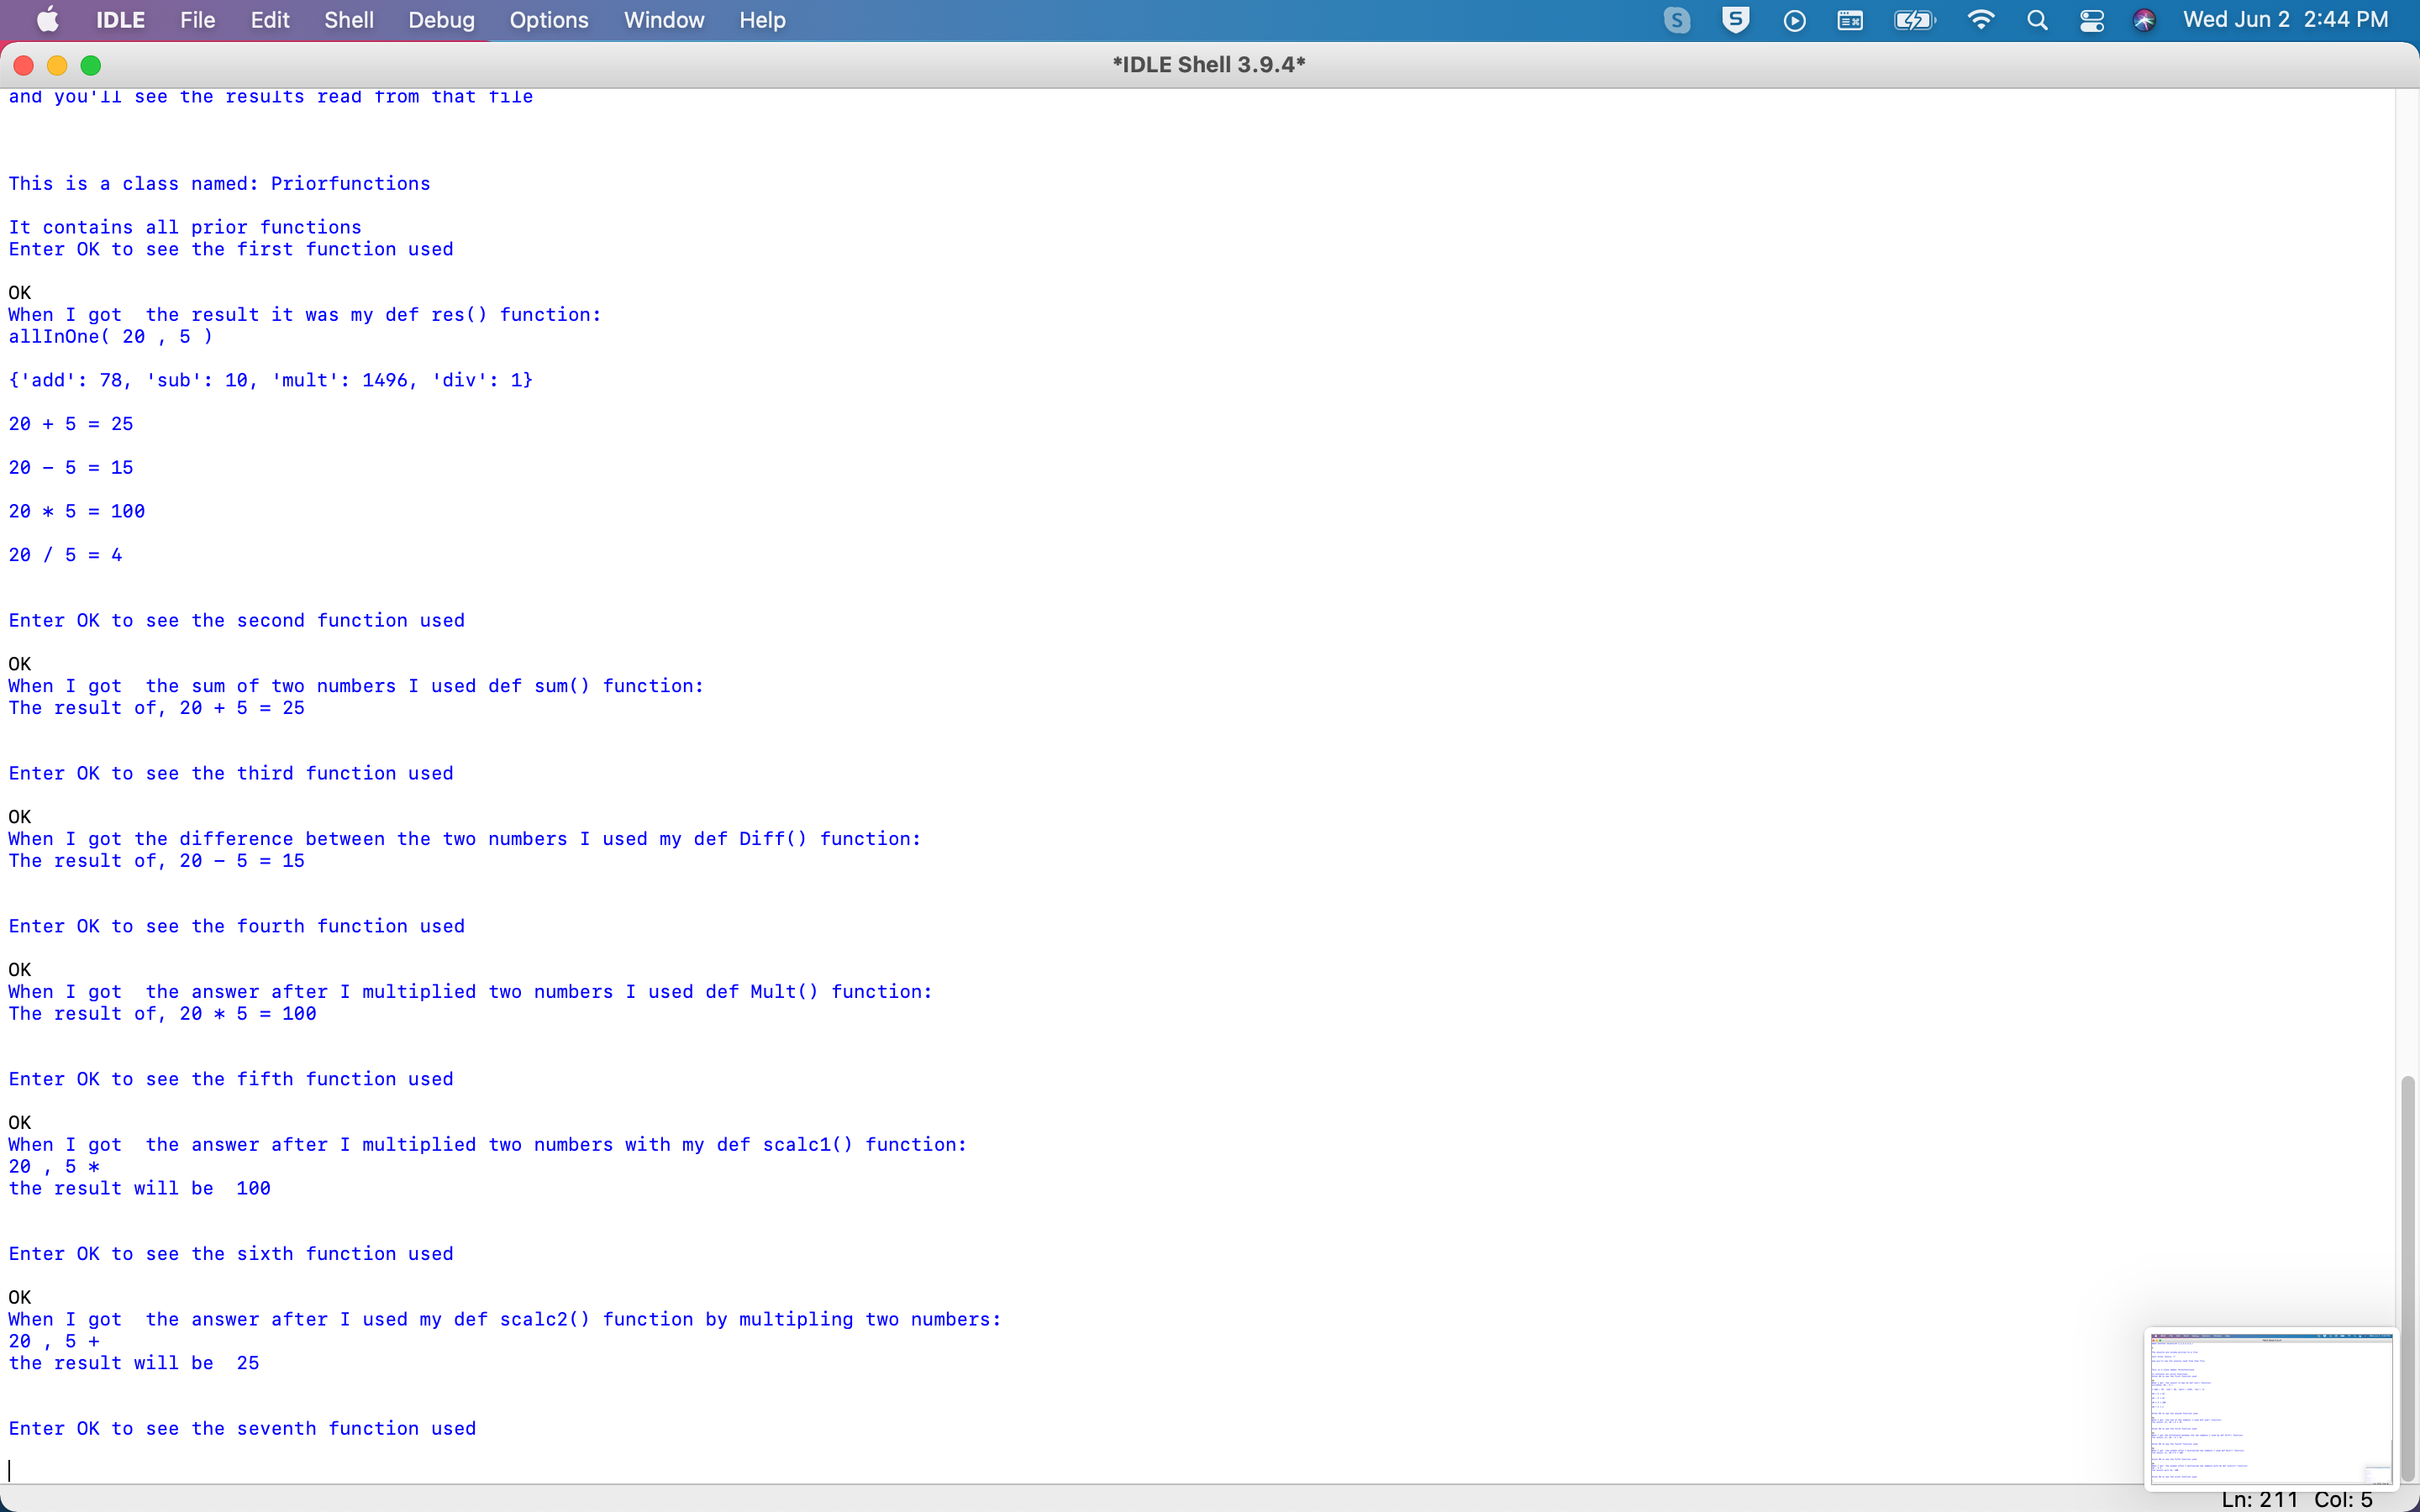 IDLE File Edit Shell Debug Options Window Help Wed Jun 2 2:44 PM
*IDLE Shell 3.9.4*
and you'll see the results read from that file
This is a class named: Priorfunctions
It contains all prior functions
Enter OK to see the first function used
OK
When I got  the result it was my def res() function:
allInOne( 20 , 5 )
{'add': 78, 'sub': 10, 'mult': 1496, 'div': 1}
20 + 5 = 25
20 - 5 = 15
20 * 5 = 100
20 / 5 = 4
Enter OK to see the second function used
OK
When I got  the sum of two numbers I used def sum() function:
The result of, 20 + 5 = 25
Enter OK to see the third function used
OK
When I got the difference between the two numbers I used my def Diff() function:
The result of, 20 - 5 = 15
Enter OK to see the fourth function used
OK
When I got  the answer after I multiplied two numbers I used def Mult() function:
The result of, 20 * 5 = 100
Enter OK to see the fifth function used
OK
When I got  the answer after I multiplied two numbers with my def scalc1() function:
20 , 5 *
the result will be  100
Enter OK to see the sixth function used
OK
When I got  the answer after I used my def scalc2() function by multipling two numbers:
20 , 5 +
the result will be  25
Enter OK to see the seventh function used
Ln: 211 Col: 5